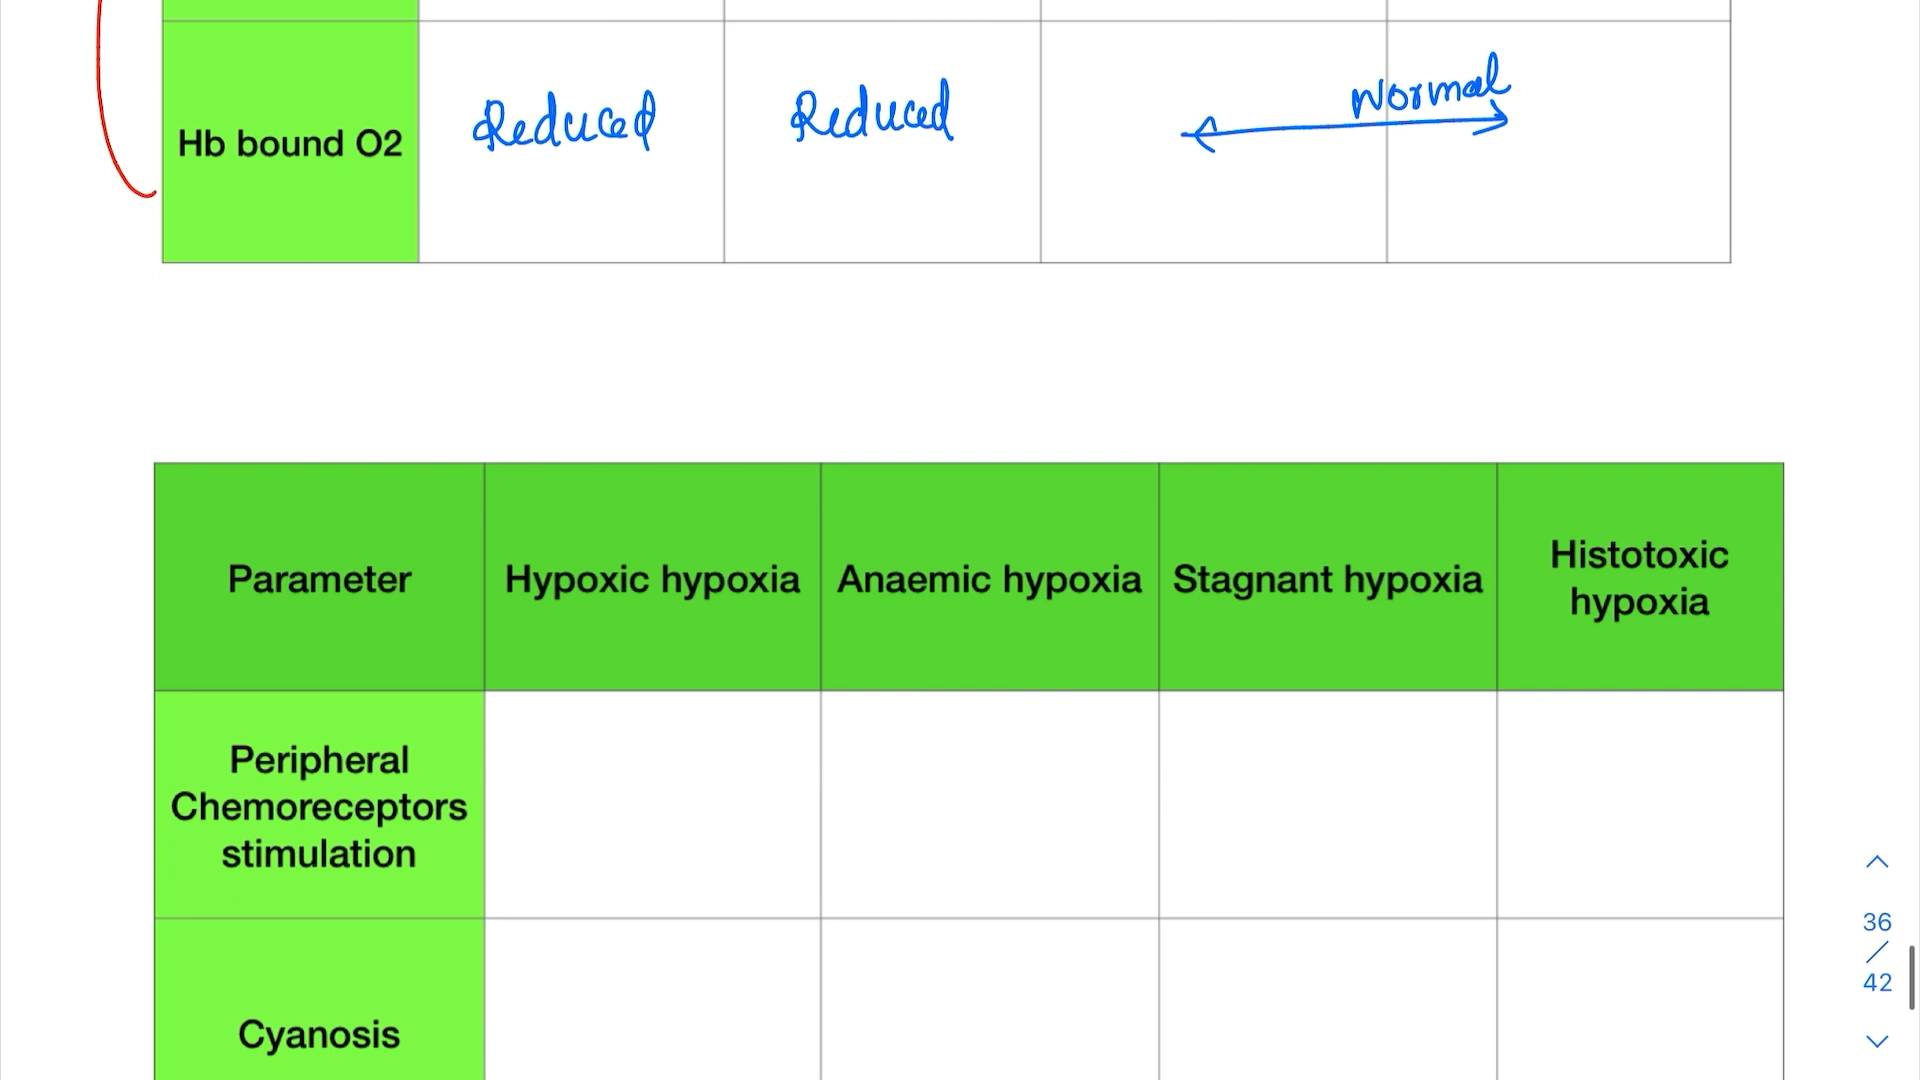 Hb bound O2
Reduced
Reduced
Normal
Parameter
Hypoxic hypoxia
Anaemic hypoxia
Stagnant hypoxia
Histotoxic
hypoxia
Peripheral
Chemoreceptors
stimulation
Cyanosis
36
/
42